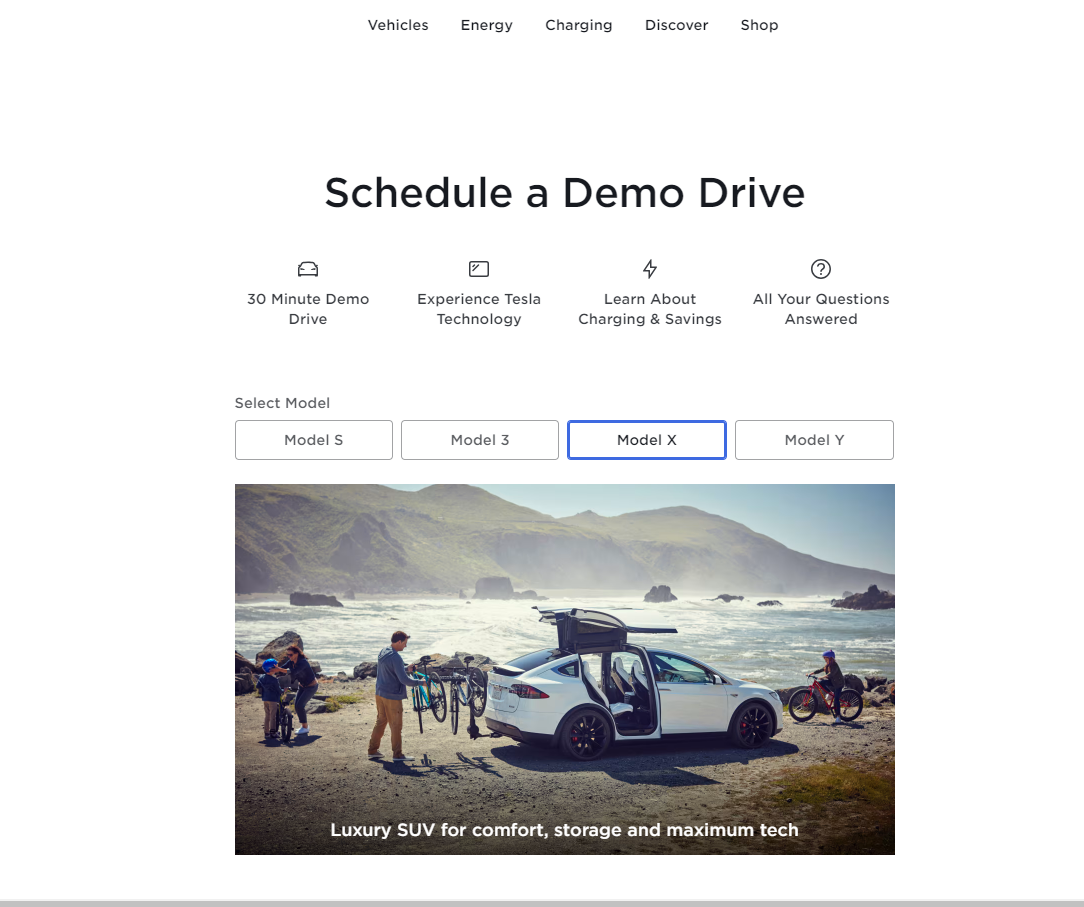 Vehicles Energy Charging Discover Shop
Schedule a Demo Drive
30 Minute Demo
Drive
Experience Tesla
Technology
Learn About
Charging & Savings
All Your Questions
Answered
Select Model
Model S Model 3 Model X Model Y
Luxury SUV for comfort, storage and maximum tech